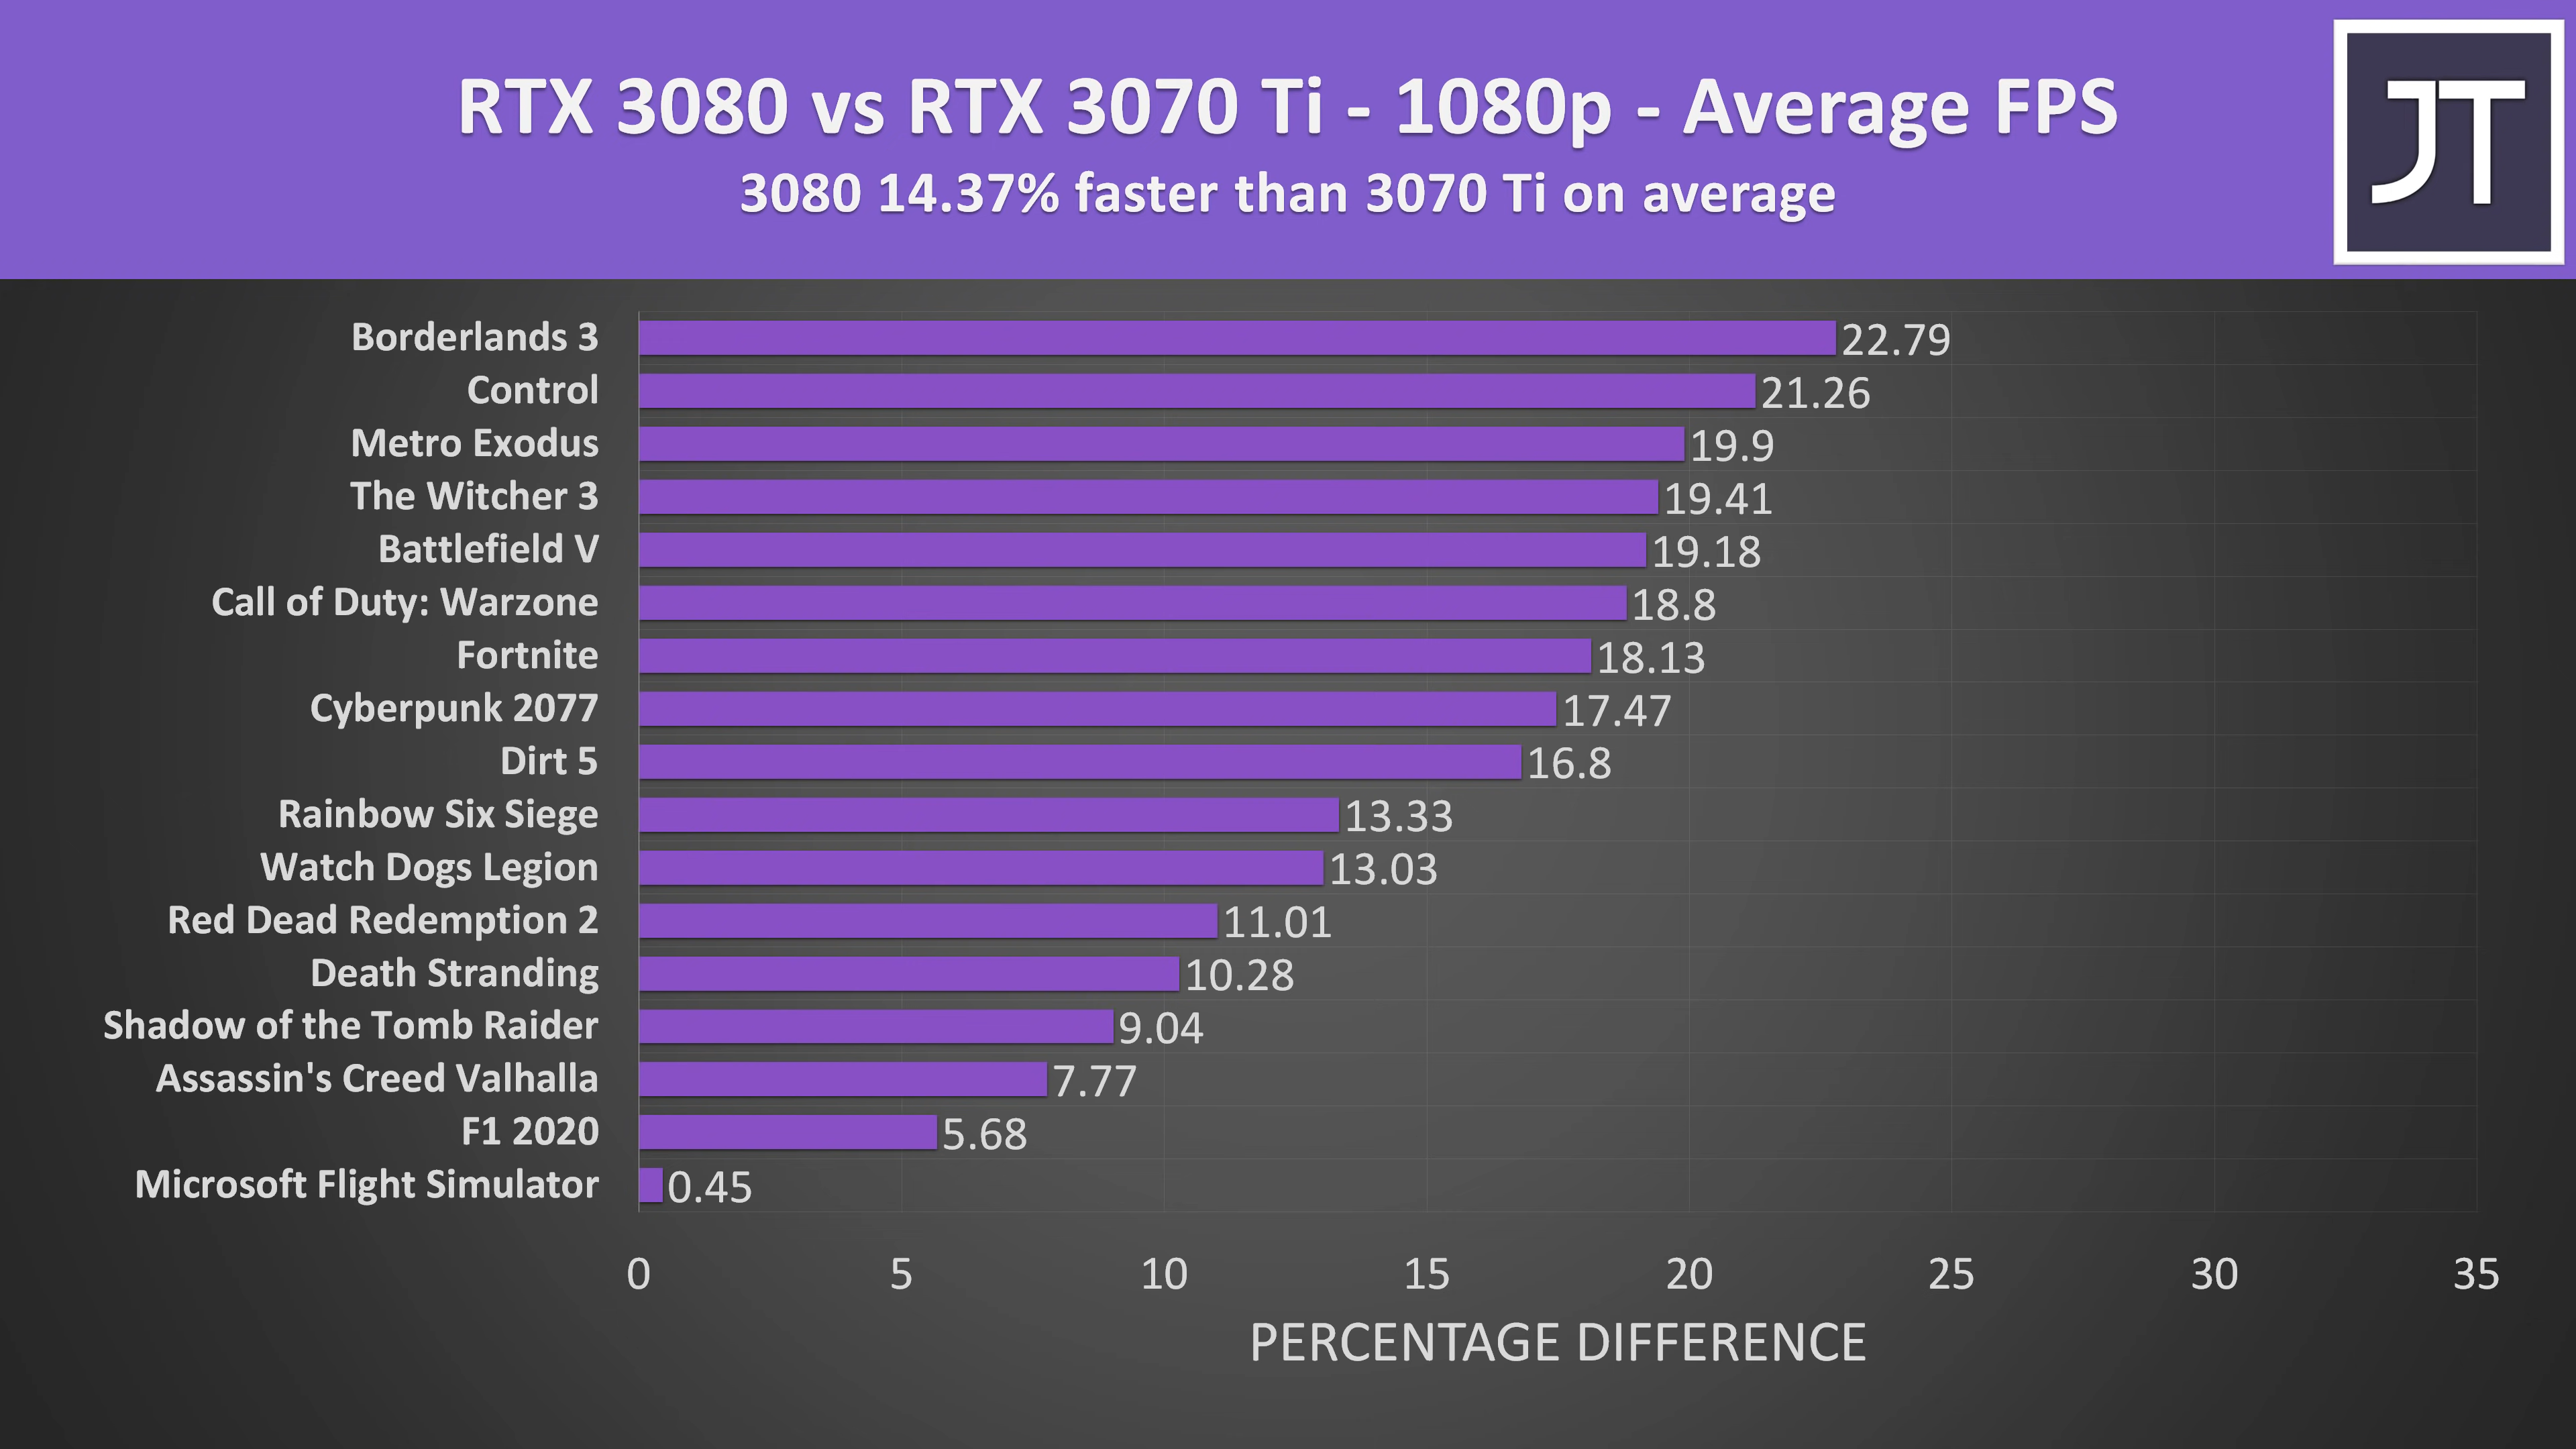 RTX 3080 vs RTX 3070 Ti - 1080p - Average FPS
3080 14.37% faster than 3070 Ti on average
JT
Borderlands 3 22.79
Control 21.26
Metro Exodus 19.9
The Witcher 3 19.41
Battlefield V 19.18
Call of Duty: Warzone 18.8
Fortnite 18.13
Cyberpunk 2077 17.47
Dirt 5 16.8
Rainbow Six Siege 13.33
Watch Dogs Legion 13.03
Red Dead Redemption 2 11.01
Death Stranding 10.28
Shadow of the Tomb Raider 9.04
Assassin's Creed Valhalla 7.77
F1 2020 5.68
Microsoft Flight Simulator 0.45
0 5 10 15 20 25 30 35
PERCENTAGE DIFFERENCE